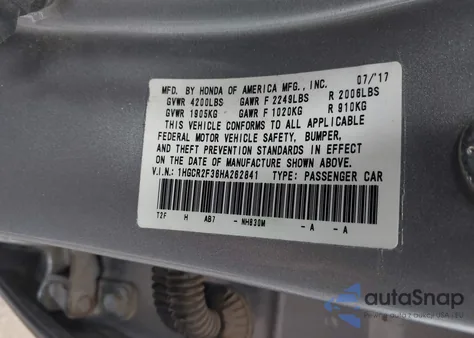 MFD. BY HONDA OF AMERICA MFG., INC. 07/'17
GVWR 4200LBS GAWR F 2249LBS R 2006LBS
GVWR 1905KG GAWR F 1020KG R 910KG
THIS VEHICLE CONFORMS TO ALL APPLICABLE
FEDERAL MOTOR VEHICLE SAFETY, BUMPER,
AND THEFT PREVENTION STANDARDS IN EFFECT
ON THE DATE OF MANUFACTURE SHOWN ABOVE.
V.I.N.: 1HGCR2F36HA262841 TYPE: PASSENGER CAR
T2F H AB7 - NH830M - A - A
autoSnap